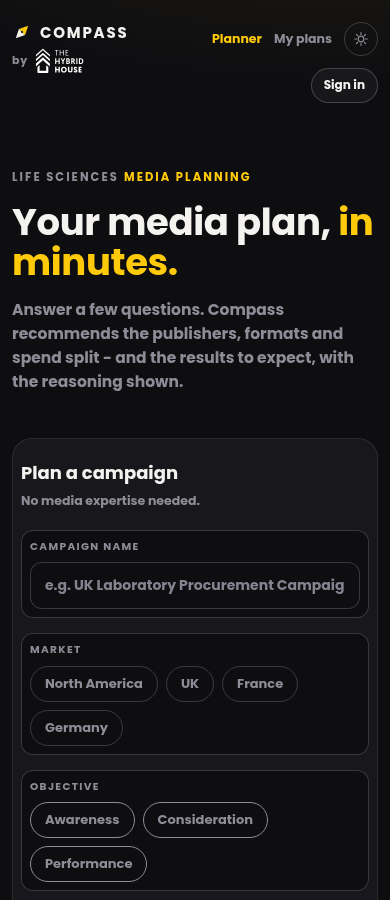 COMPASS
by THE HYBRID HOUSE
Planner
My plans
Sign in
LIFE SCIENCES MEDIA PLANNING
Your media plan, in
minutes.
Answer a few questions. Compass
recommends the publishers, formats and
spend split - and the results to expect, with
the reasoning shown.
Plan a campaign
No media expertise needed.
CAMPAIGN NAME
e.g. UK Laboratory Procurement Campaig
MARKET
North America
UK
France
Germany
OBJECTIVE
Awareness
Consideration
Performance